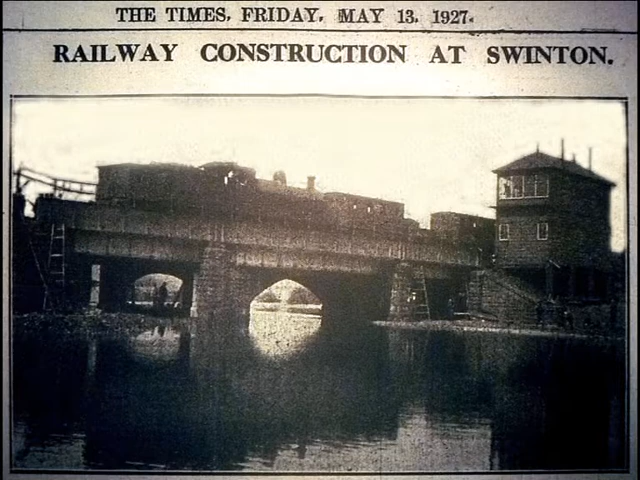 THE TIMES, FRIDAY, MAY 13, 1927.
RAILWAY CONSTRUCTION AT SWINTON.